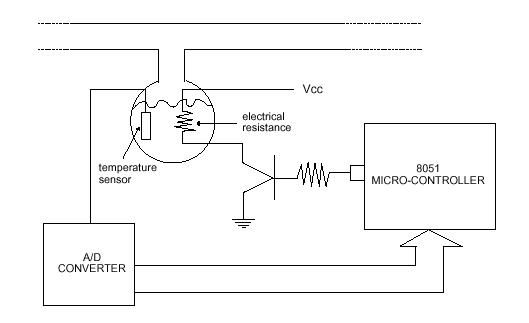 Vcc
electrical
resistance
temperature
sensor
8051
MICRO-CONTROLLER
A/D
CONVERTER